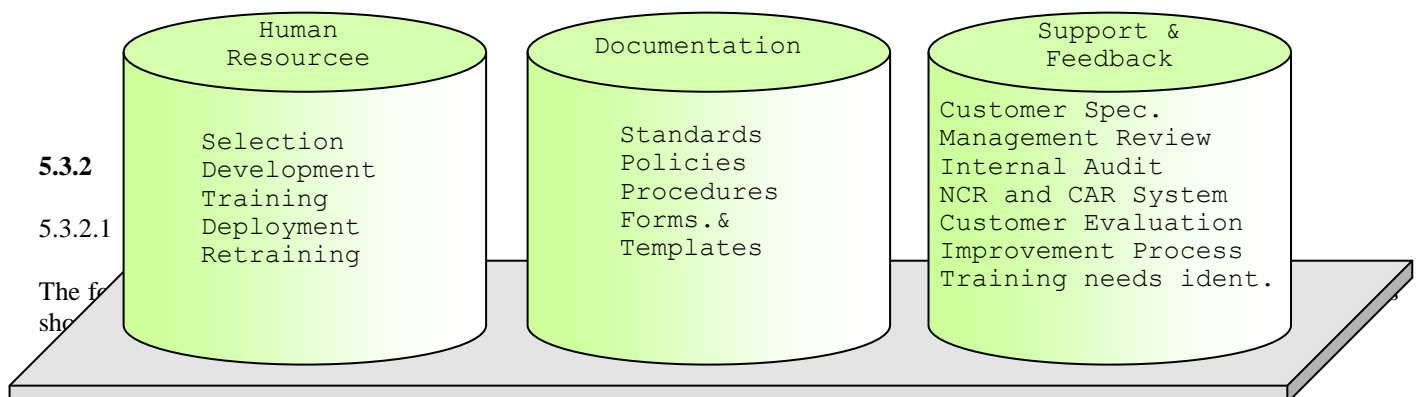 Human
Resourcee
Selection
Development
Training
Deployment
Retraining
Documentation
Standards
Policies
Procedures
Forms.&
Templates
Support &
Feedback
Customer Spec.
Management Review
Internal Audit
NCR and CAR System
Customer Evaluation
Improvement Process
Training needs ident.
5.3.2
5.3.2.1
The